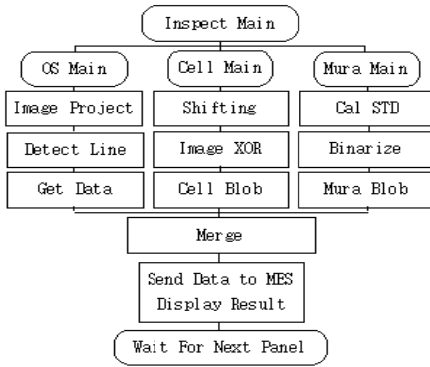 Inspect Main
OS Main
Cell Main
Mura Main
Image Project
Shifting
Cal STD
Detect Line
Image XOR
Binarize
Get Data
Cell Blob
Mura Blob
Merge
Send Data to MES
Display Result
Wait For Next Panel